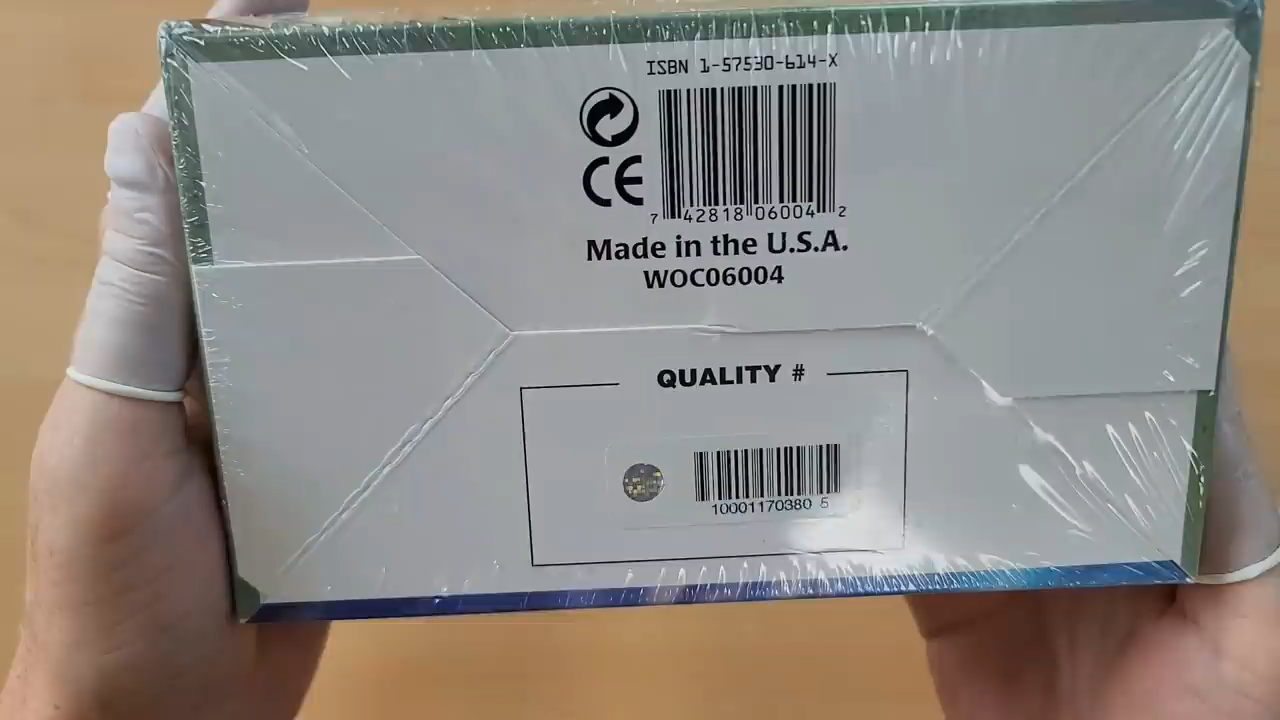 ISBN 1-57530-614-X
CE
7 42818 06004 2
Made in the U.S.A.
WOC06004
QUALITY #
10001170380 5